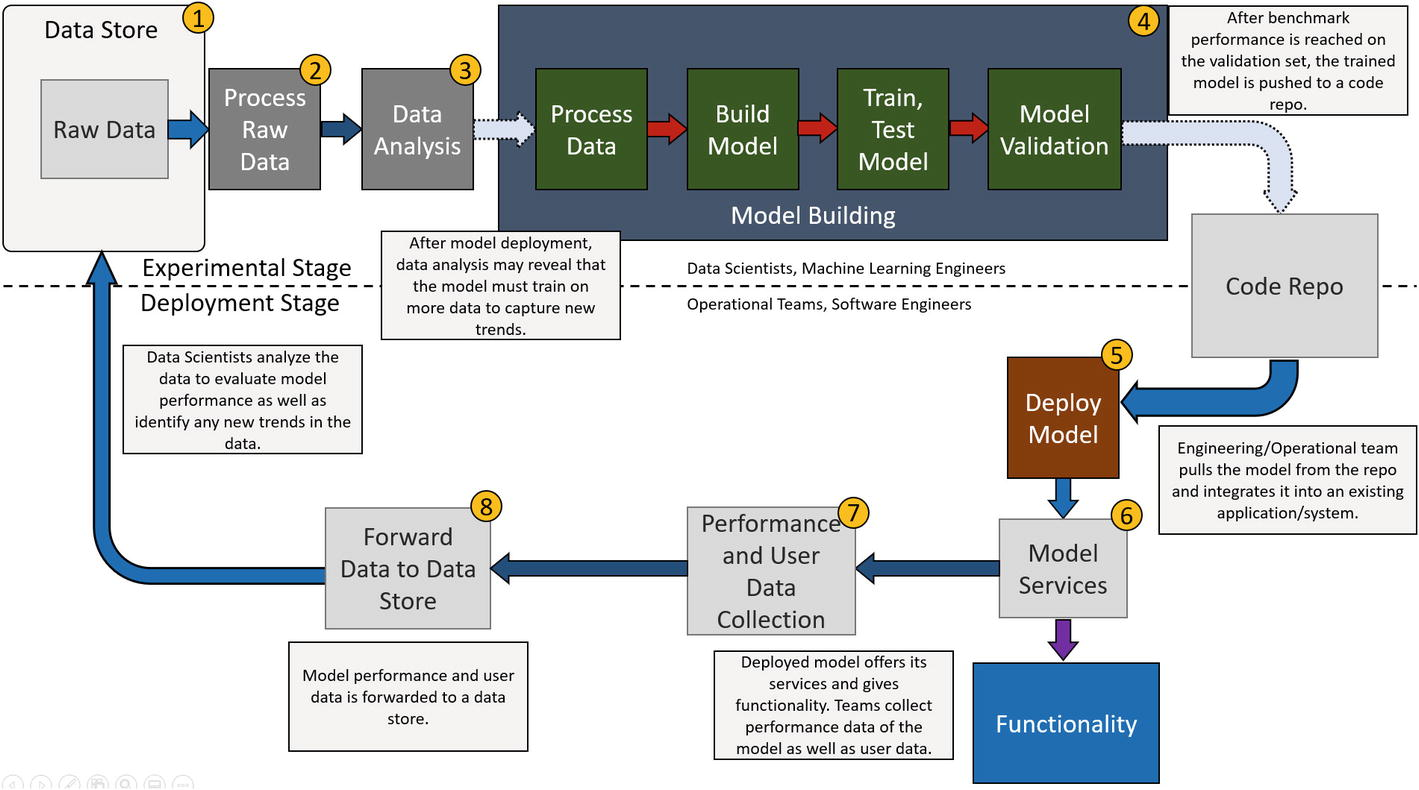 Data Store
1
Raw Data
2
Process
Raw
Data
3
Data
Analysis
4
Process
Data
Build
Model
Train,
Test
Model
Model
Validation
Model Building
After benchmark
performance is reached on
the validation set, the trained
model is pushed to a code
repo.
After model deployment,
data analysis may reveal that
the model must train on
more data to capture new
trends.
Experimental Stage
Deployment Stage
Data Scientists, Machine Learning Engineers
Operational Teams, Software Engineers
Code Repo
Data Scientists analyze the
data to evaluate model
performance as well as
identify any new trends in the
data.
5
Deploy
Model
Engineering/Operational team
pulls the model from the repo
and integrates it into an existing
application/system.
6
Model
Services
7
Performance
and User
Data
Collection
8
Forward
Data to Data
Store
Model performance and user
data is forwarded to a data
store.
Deployed model offers its
services and gives
functionality. Teams collect
performance data of the
model as well as user data.
Functionality